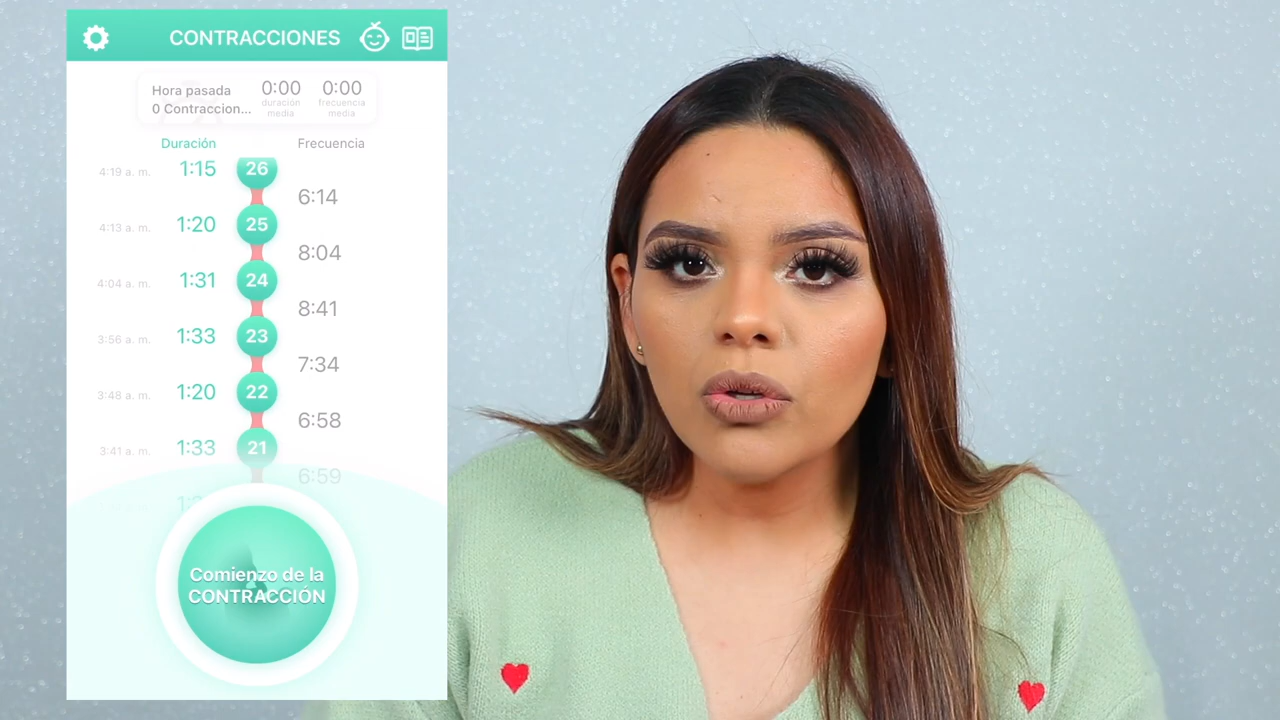 CONTRACCIONES
Hora pasada
0 Contraccion...
0:00
duración
media
0:00
frecuencia
media
Duración
Frecuencia
4:19 a. m. 1:15 26
6:14
4:13 a. m. 1:20 25
8:04
4:04 a. m. 1:31 24
8:41
3:56 a. m. 1:33 23
7:34
3:48 a. m. 1:20 22
6:58
3:41 a. m. 1:33 21
6:59
Comienzo de la
CONTRACCIÓN